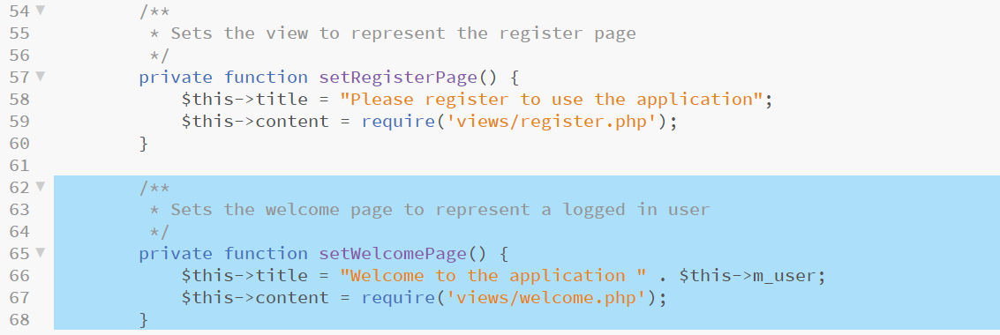 54 /**
55 * Sets the view to represent the register page
56 */
57 private function setRegisterPage() {
58 $this->title = "Please register to use the application";
59 $this->content = require('views/register.php');
60 }
61
62 /**
63 * Sets the welcome page to represent a logged in user
64 */
65 private function setWelcomePage() {
66 $this->title = "Welcome to the application " . $this->m_user;
67 $this->content = require('views/welcome.php');
68 }